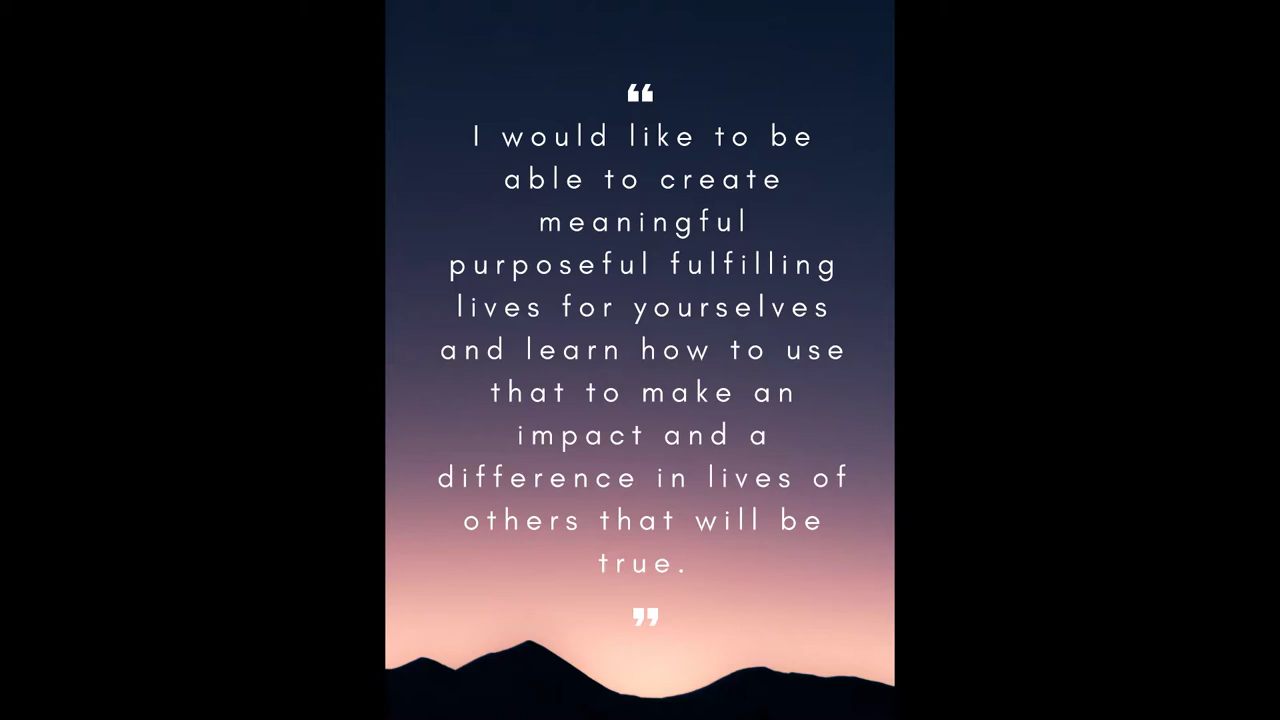 ❝
I would like to be
able to create
meaningful
purposeful fulfilling
lives for yourselves
and learn how to use
that to make an
impact and a
difference in lives of
others that will be
true.
❞